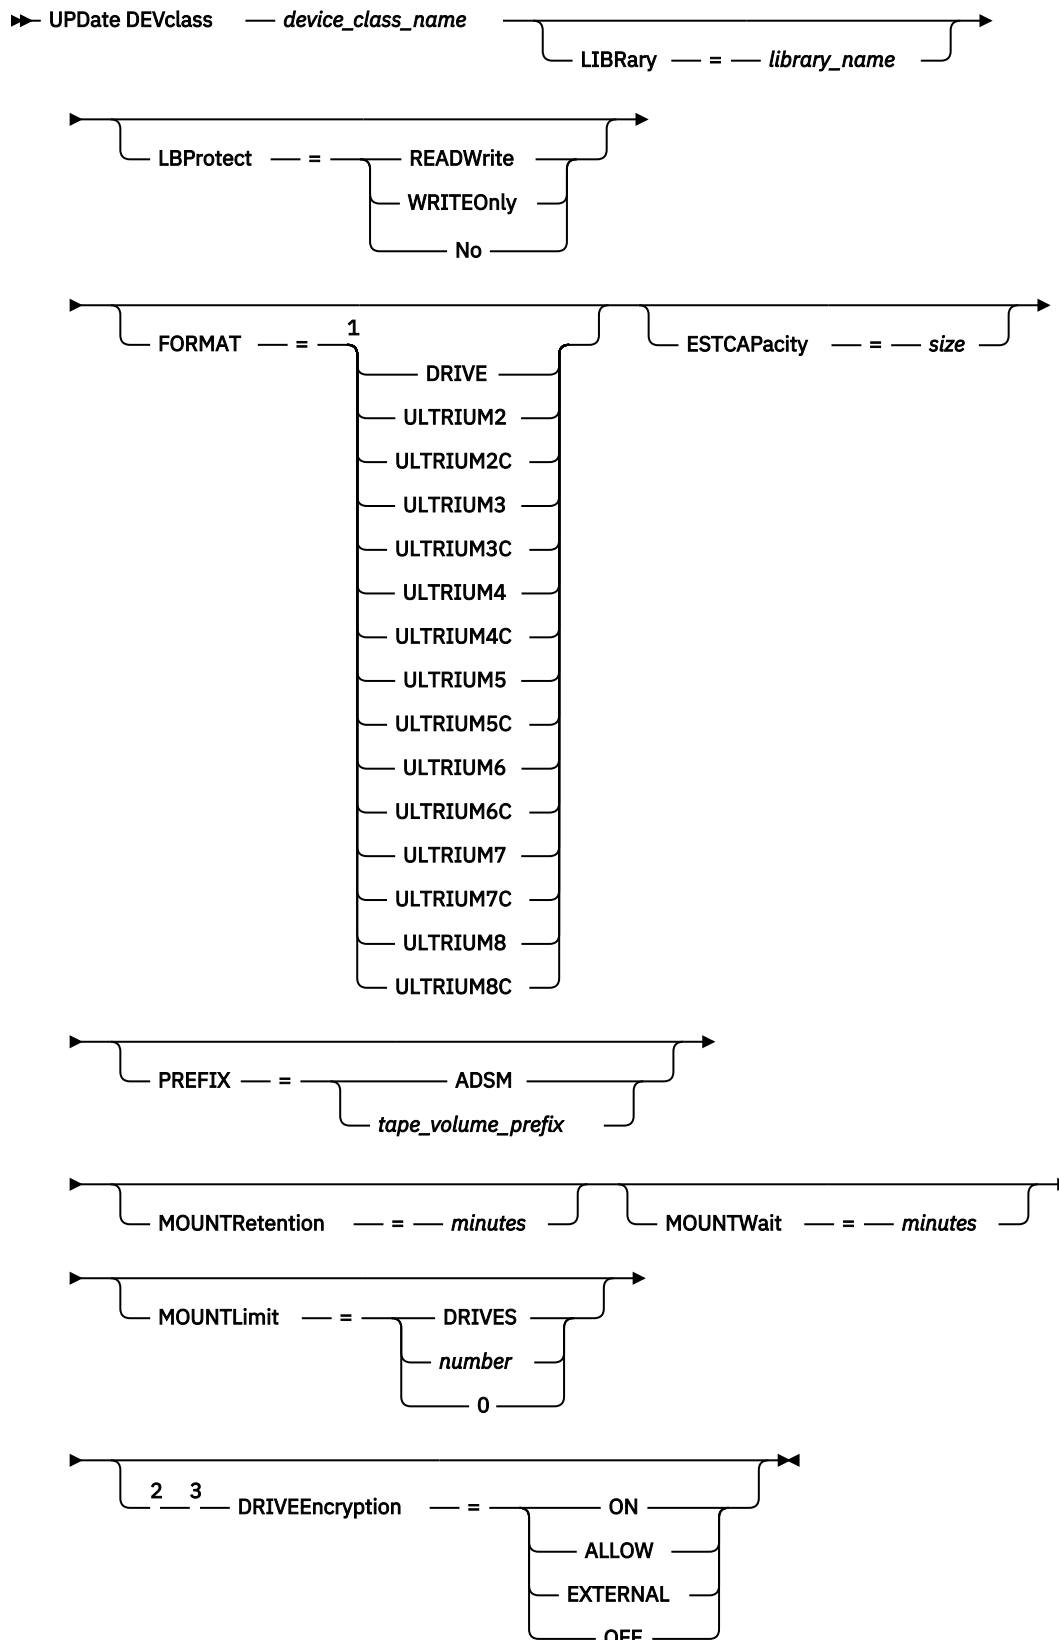 UPDate DEVclass device_class_name
LIBRary = library_name
LBProtect = READWrite
WRITEOnly
No
1
FORMAT =
DRIVE
ULTRIUM2
ULTRIUM2C
ULTRIUM3
ULTRIUM3C
ULTRIUM4
ULTRIUM4C
ULTRIUM5
ULTRIUM5C
ULTRIUM6
ULTRIUM6C
ULTRIUM7
ULTRIUM7C
ULTRIUM8
ULTRIUM8C
ESTCAPacity = size
PREFIX = ADSM
tape_volume_prefix
MOUNTRetention = minutes MOUNTWait = minutes
MOUNTLimit = DRIVES
number
0
2 3
DRIVEEncryption = ON
ALLOW
EXTERNAL
OFF